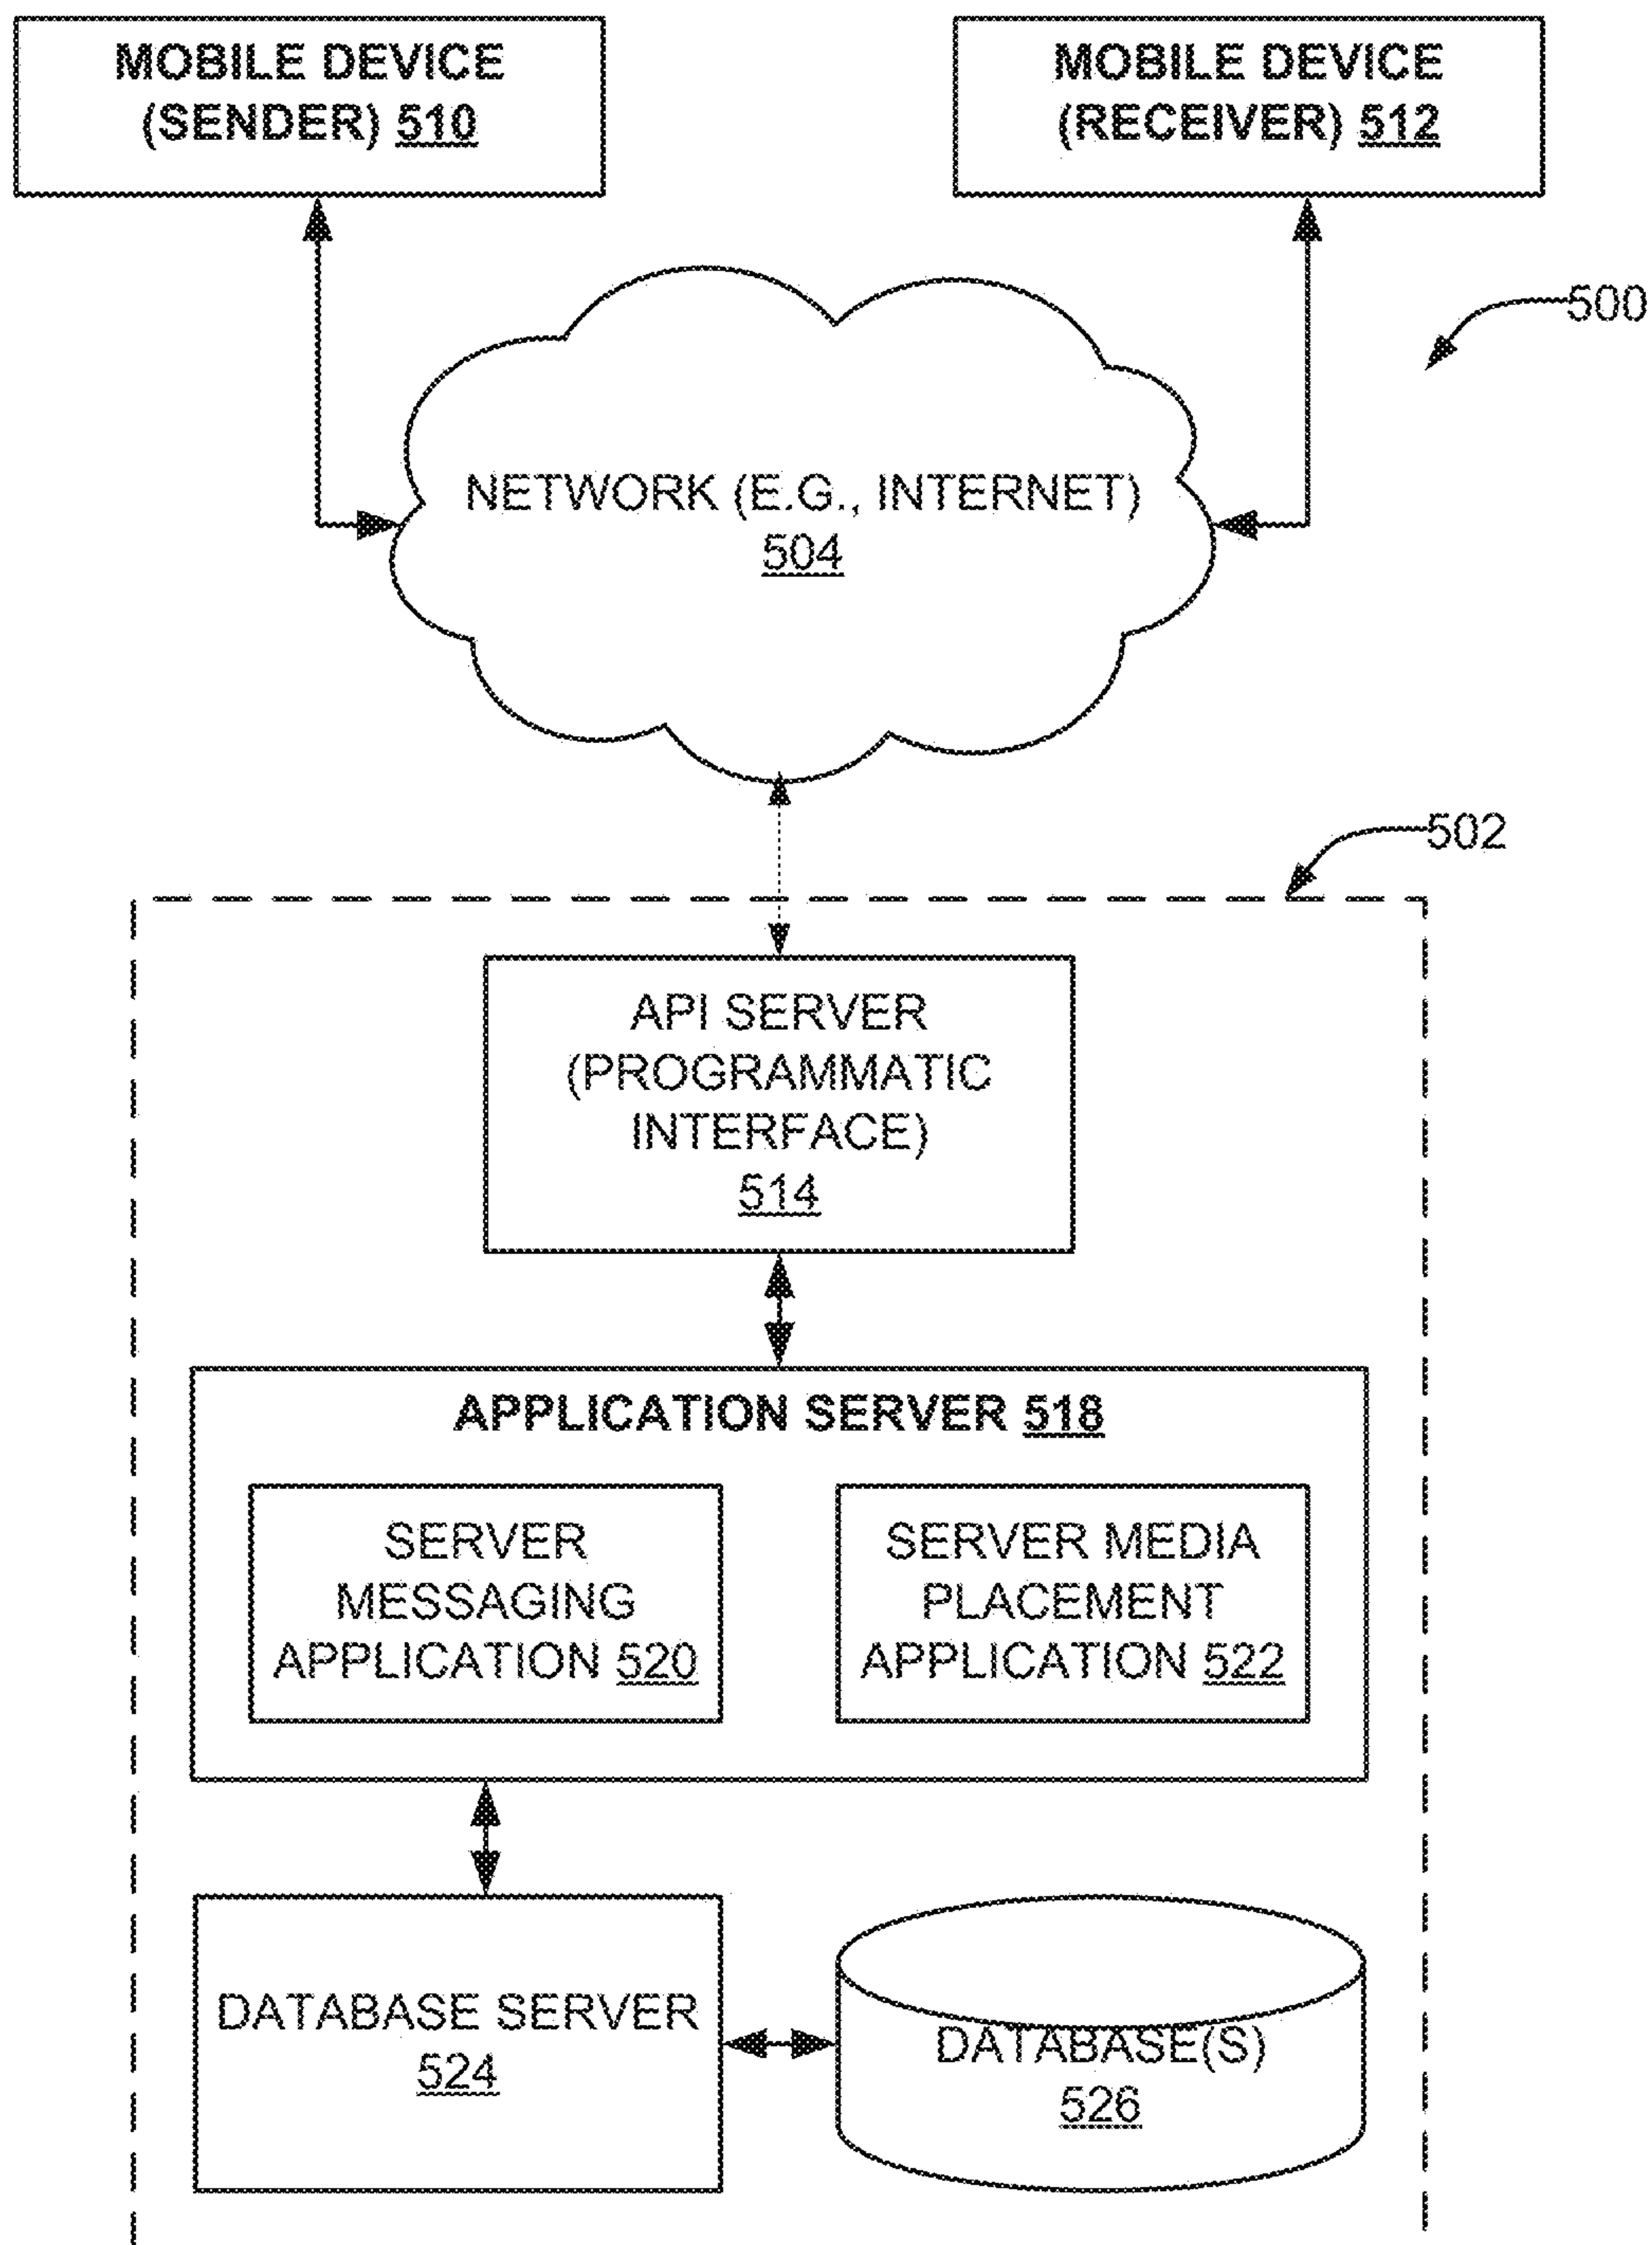 MOBILE DEVICE
(SENDER) 510
MOBILE DEVICE
(RECEIVER) 512
500
NETWORK (E.G., INTERNET)
504
502
API SERVER
(PROGRAMMATIC
INTERFACE)
514
APPLICATION SERVER 518
SERVER
MESSAGING
APPLICATION 520
SERVER MEDIA
PLACEMENT
APPLICATION 522
DATABASE SERVER
524
DATABASE(S)
526